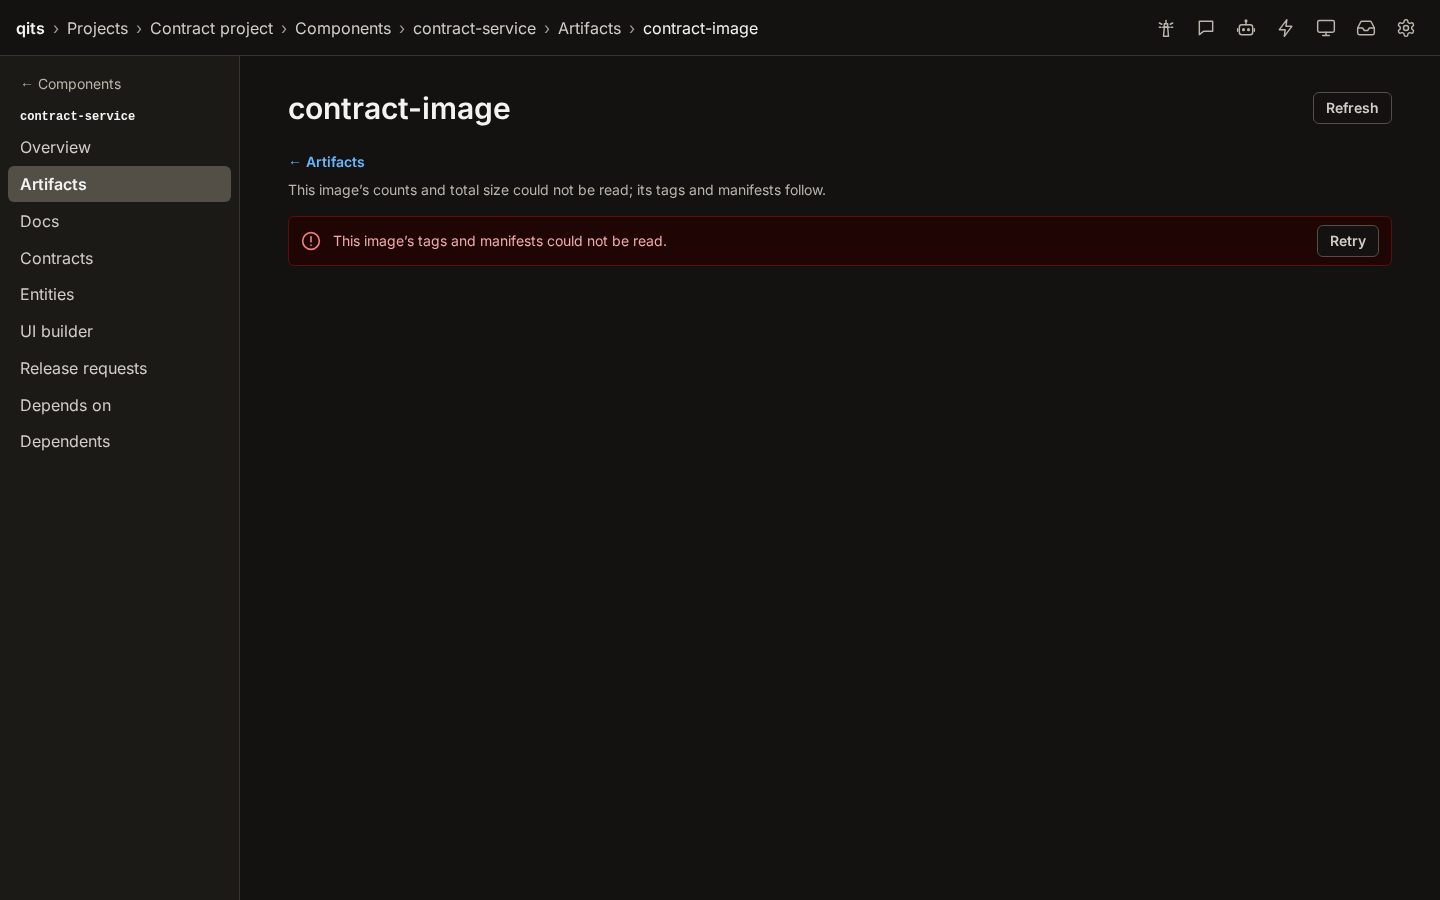 qits › Projects › Contract project › Components › contract-service › Artifacts › contract-image
← Components
contract-service
Overview
Artifacts
Docs
Contracts
Entities
UI builder
Release requests
Depends on
Dependents
contract-image
Refresh
← Artifacts
This image’s counts and total size could not be read; its tags and manifests follow.
This image’s tags and manifests could not be read.
Retry